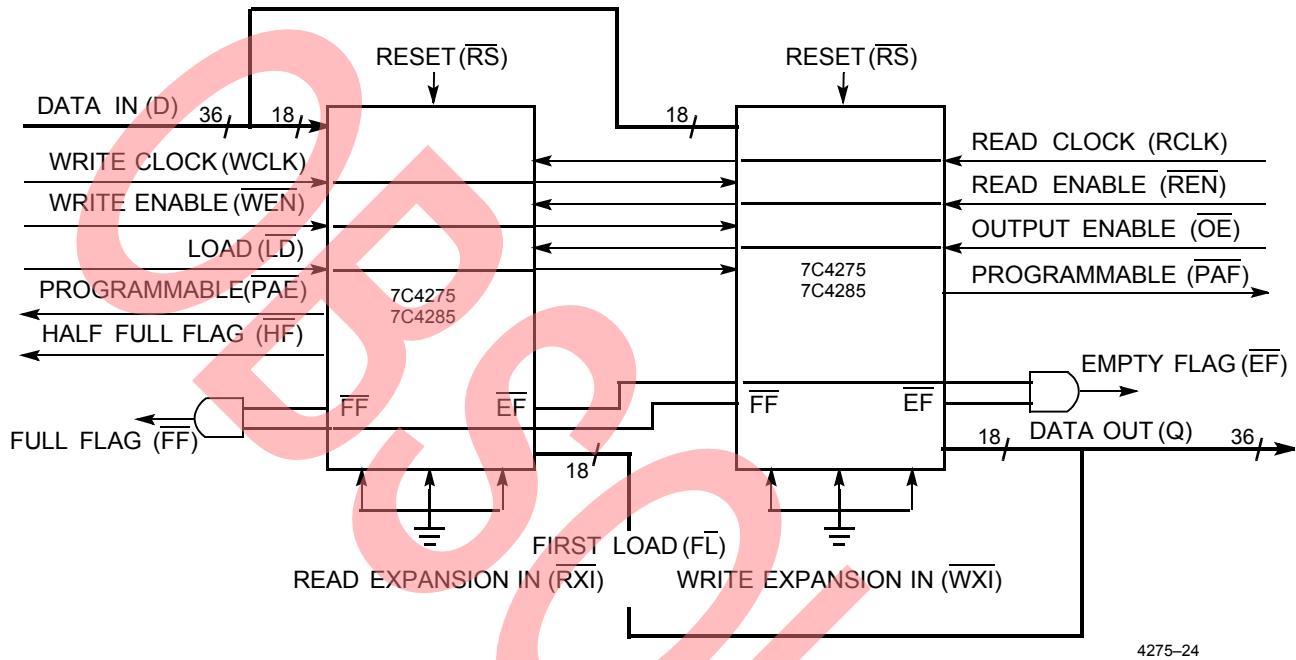 RESET (RS)
RESET (RS)
DATA IN (D)
36
18
18
WRITE CLOCK (WCLK)
READ CLOCK (RCLK)
WRITE ENABLE (WEN)
READ ENABLE (REN)
LOAD (LD)
OUTPUT ENABLE (OE)
PROGRAMMABLE(PAE)
7C4275
7C4285
7C4275
7C4285
PROGRAMMABLE (PAF)
HALF FULL FLAG (HF)
EMPTY FLAG (EF)
FF
EF
FF
EF
FULL FLAG (FF)
18
18
DATA OUT (Q)
36
FIRST LOAD (FL)
READ EXPANSION IN (RXI)
WRITE EXPANSION IN (WXI)
4275–24
OBSOL